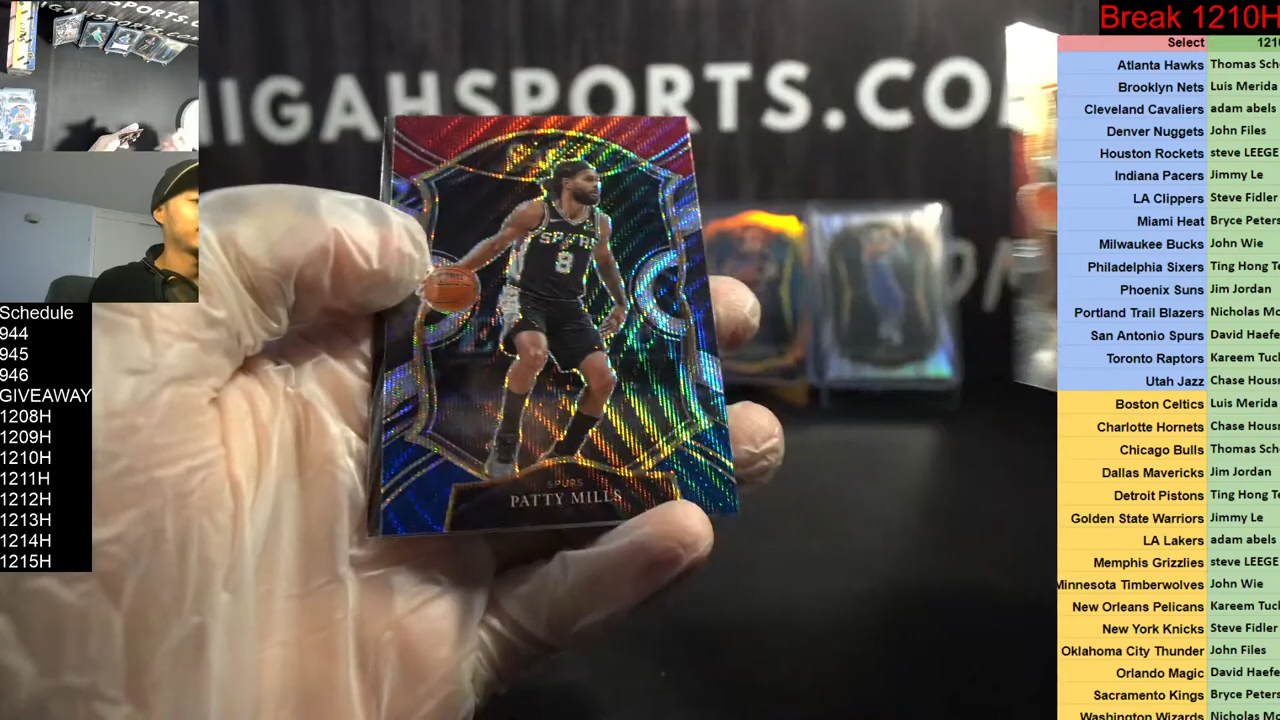 Break 1210H
Select
Atlanta Hawks Thomas Sch
Brooklyn Nets Luis Merida
Cleveland Cavaliers adam abels
Denver Nuggets John Files
Houston Rockets steve LEEGE
Indiana Pacers Jimmy Le
LA Clippers Steve Fidler
Miami Heat Bryce Peters
Milwaukee Bucks John Wie
Philadelphia Sixers Ting Hong Te
Phoenix Suns Jim Jordan
Portland Trail Blazers Nicholas Mc
San Antonio Spurs David Haefe
Toronto Raptors Kareem Tuc
Utah Jazz Chase Hous
Boston Celtics Luis Merida
Charlotte Hornets Chase Hous
Chicago Bulls Thomas Sch
Dallas Mavericks Jim Jordan
Detroit Pistons Ting Hong Te
Golden State Warriors Jimmy Le
LA Lakers adam abels
Memphis Grizzlies steve LEEGE
Minnesota Timberwolves John Wie
New Orleans Pelicans Kareem Tuc
New York Knicks Steve Fidler
Oklahoma City Thunder John Files
Orlando Magic David Haefe
Sacramento Kings Bryce Peters
Washington Wizards Nicholas Mc
Schedule
944
945
946
GIVEAWAY
1208H
1209H
1210H
1211H
1212H
1213H
1214H
1215H
IGAHSPORTS.CO
SPORTS.C
SPURS
8
SPURS
PATTY MILLS